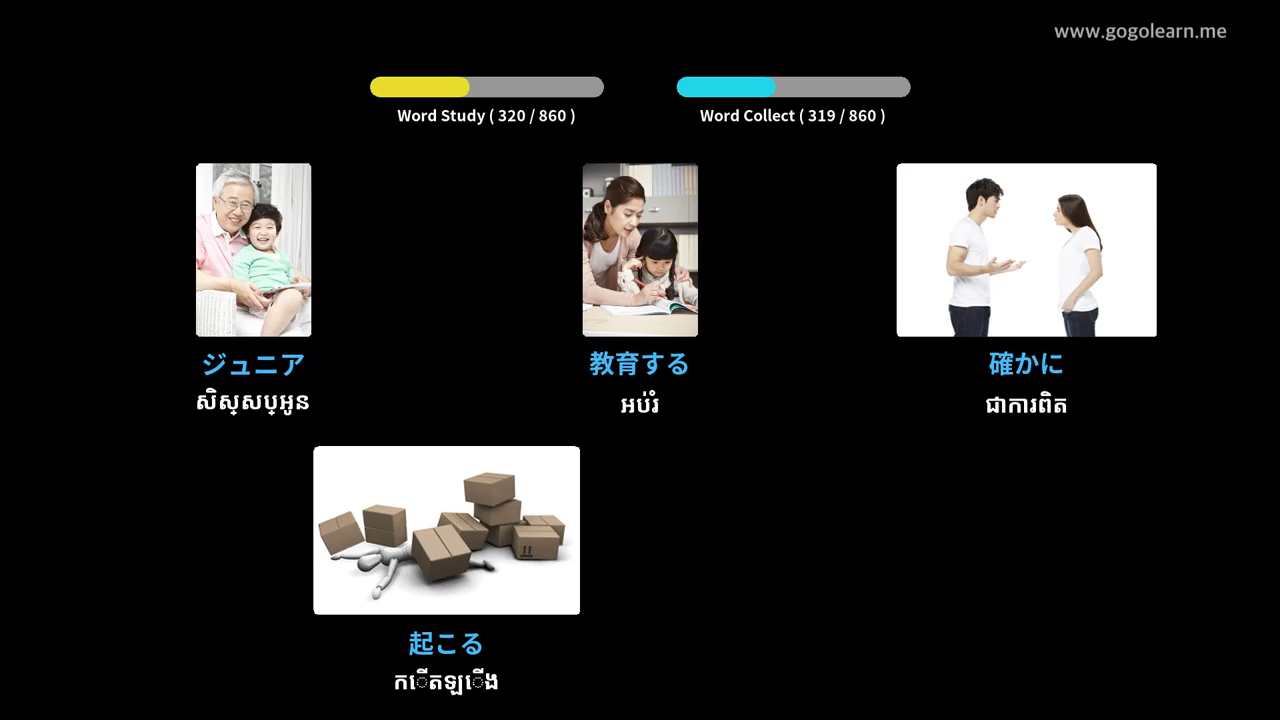 www.gogolearn.me
Word Study ( 320 / 860 )
Word Collect ( 319 / 860 )
ジュニア
សិស្សប្អូន
教育する
អប់រំ
確かに
ជាការពិត
起こる
កើតឡើង